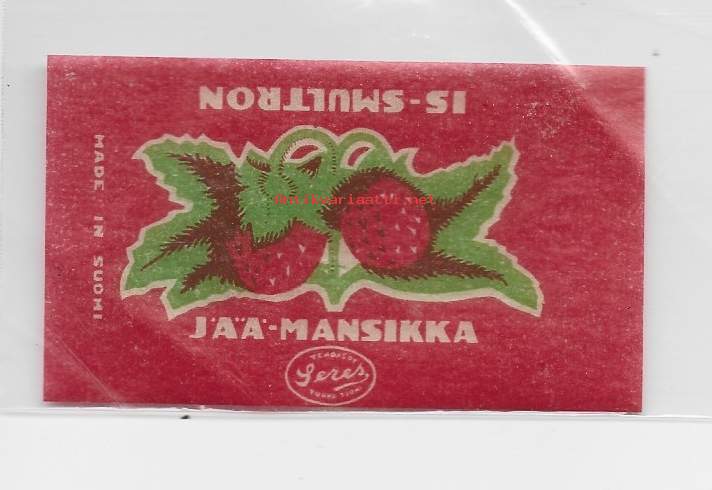 IS-SMULTRON
MADE IN SUOMI
Antikvariaatti.net
JÄÄ-MANSIKKA
Seres